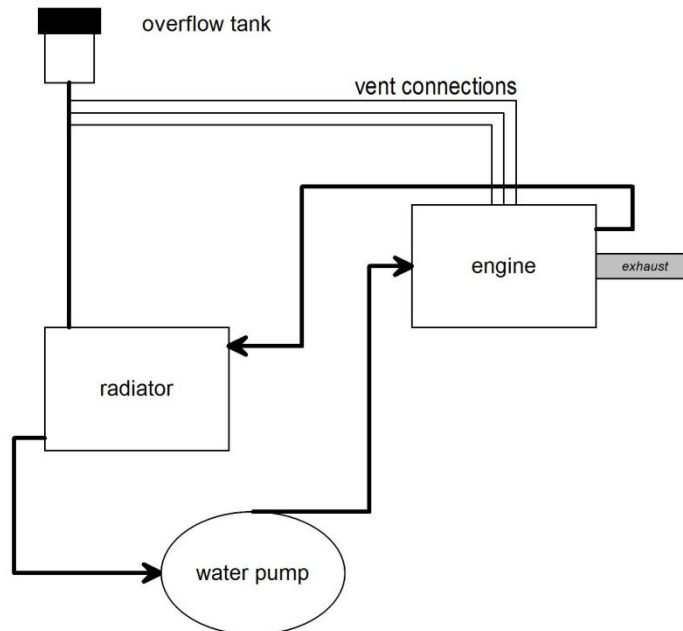 overflow tank
vent connections
engine
exhaust
radiator
water pump